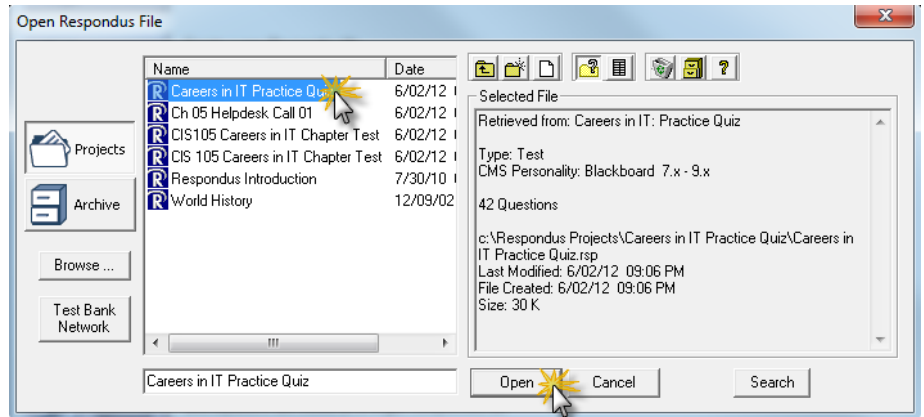 Open Respondus File
Name Date
Careers in IT Practice Qu 6/02/12
Ch 05 Helpdesk Call 01 6/02/12
CIS105 Careers in IT Chapter Test 6/02/12
CIS 105 Careers in IT Chapter Test 6/02/12
Respondus Introduction 7/30/10
World History 12/09/02
Projects
Archive
Browse ...
Test Bank
Network
Careers in IT Practice Quiz
Selected File
Retrieved from: Careers in IT: Practice Quiz
Type: Test
CMS Personality: Blackboard 7.x - 9.x
42 Questions
c:\Respondus Projects\Careers in IT Practice Quiz\Careers in
IT Practice Quiz.rsp
Last Modified: 6/02/12 09:06 PM
File Created: 6/02/12 09:06 PM
Size: 30 K
Open Cancel Search